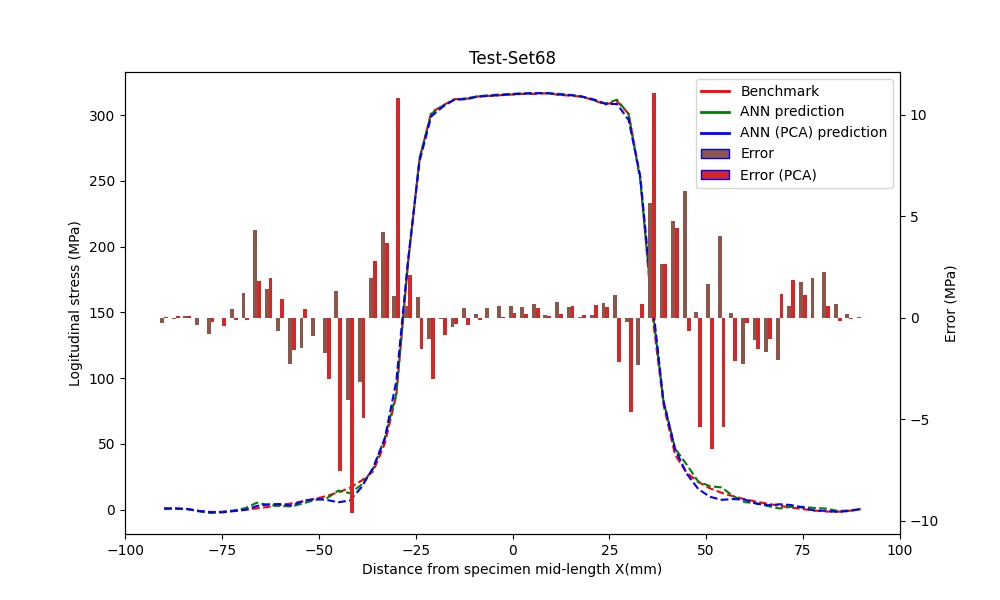 Test-Set68
Logitudinal stress (MPa)
300
250
200
150
100
50
0
Benchmark
ANN prediction
ANN (PCA) prediction
Error
Error (PCA)
10
5
0
−5
−10
Error (MPa)
−100 −75 −50 −25 0 25 50 75 100
Distance from specimen mid-length X(mm)